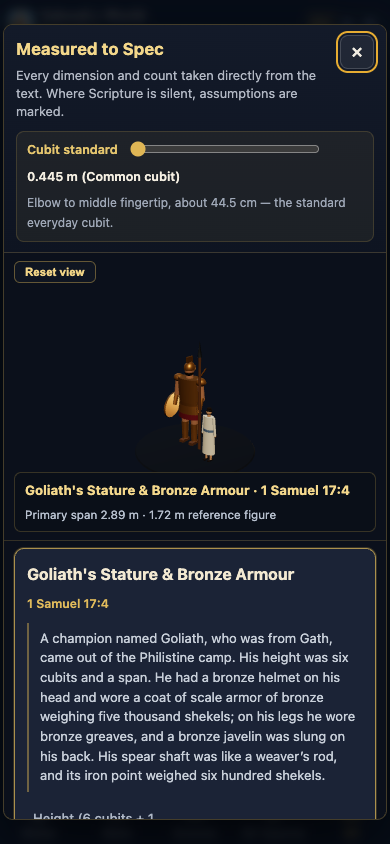 Measured to Spec
×
Every dimension and count taken directly from the
text. Where Scripture is silent, assumptions are
marked.
Cubit standard
0.445 m (Common cubit)
Elbow to middle fingertip, about 44.5 cm — the standard
everyday cubit.
Reset view
Goliath's Stature & Bronze Armour · 1 Samuel 17:4
Primary span 2.89 m · 1.72 m reference figure
Goliath's Stature & Bronze Armour
1 Samuel 17:4
A champion named Goliath, who was from Gath,
came out of the Philistine camp. His height was six
cubits and a span. He had a bronze helmet on his
head and wore a coat of scale armor of bronze
weighing five thousand shekels; on his legs he wore
bronze greaves, and a bronze javelin was slung on
his back. His spear shaft was like a weaver’s rod,
and its iron point weighed six hundred shekels.
Height (6 cubits + 1